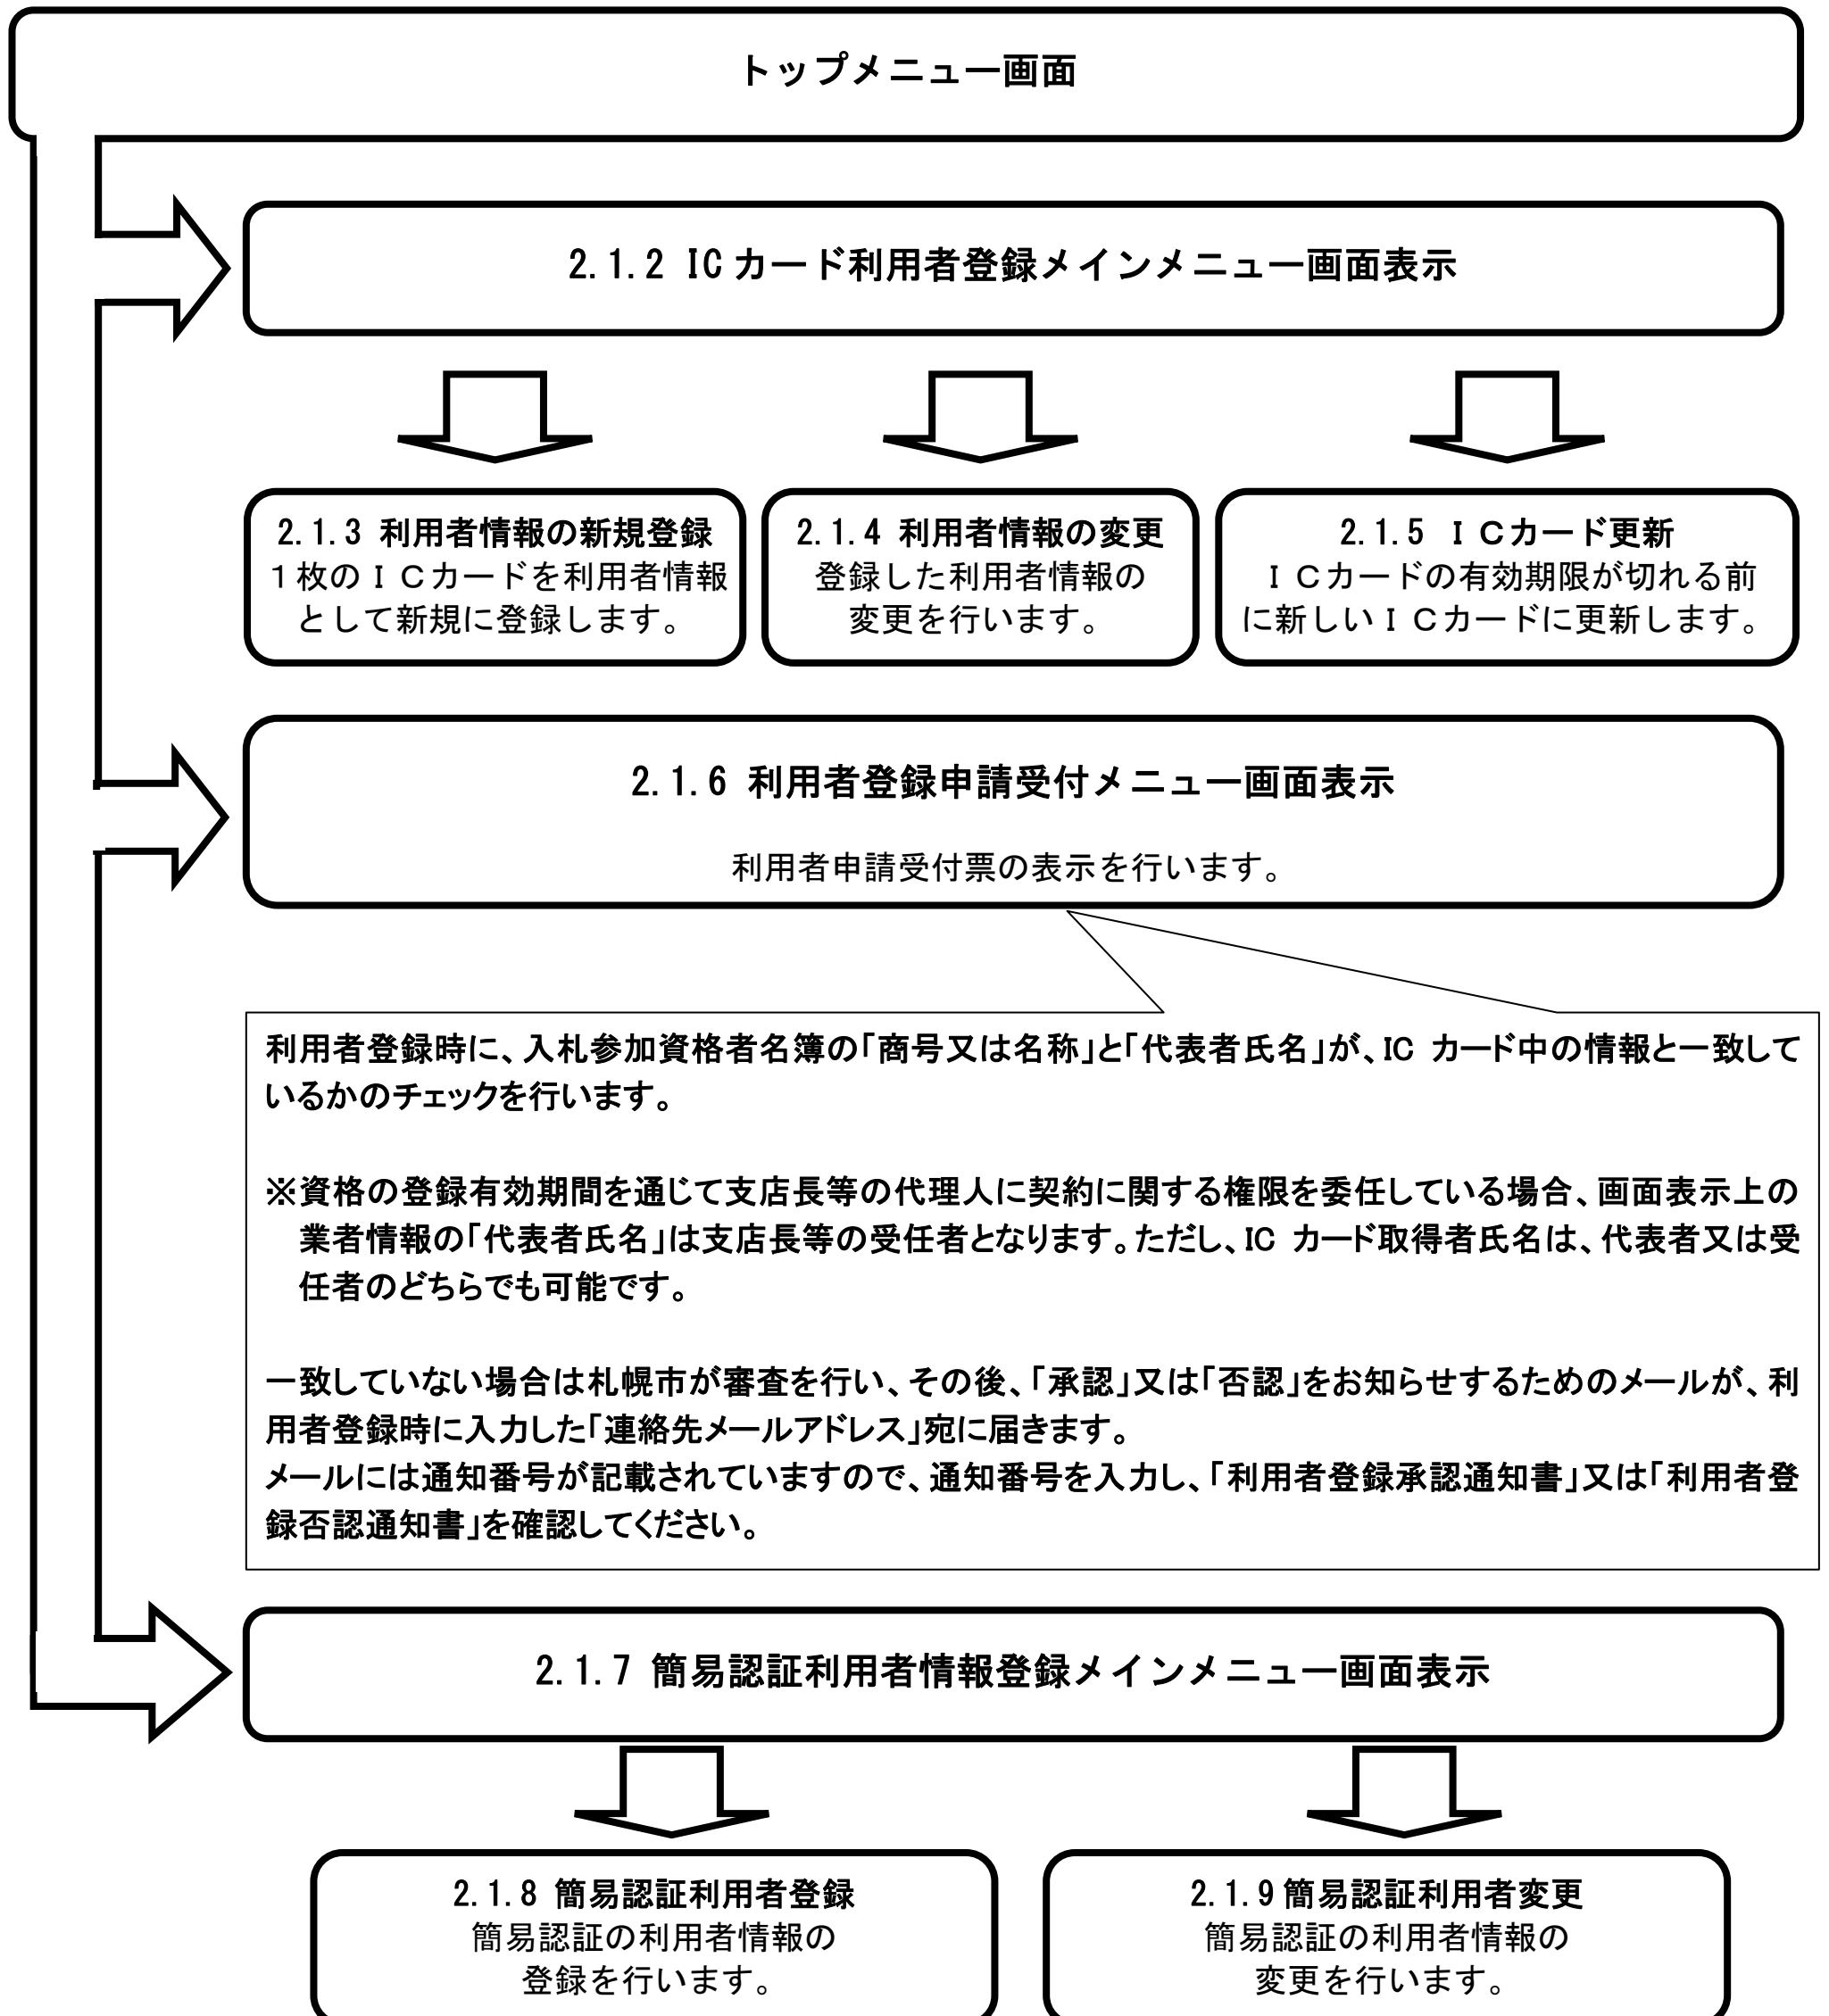 トップメニュー画面
2.1.2 IC カード利用者登録メインメニュー画面表示
2.1.3 利用者情報の新規登録
１枚のＩＣカードを利用者情報
として新規に登録します。
2.1.4 利用者情報の変更
登録した利用者情報の
変更を行います。
2.1.5 ＩＣカード更新
ＩＣカードの有効期限が切れる前
に新しいＩＣカードに更新します。
2.1.6 利用者登録申請受付メニュー画面表示
利用者申請受付票の表示を行います。
利用者登録時に、入札参加資格者名簿の「商号又は名称」と「代表者氏名」が、IC カード中の情報と一致して
いるかのチェックを行います。
※資格の登録有効期間を通じて支店長等の代理人に契約に関する権限を委任している場合、画面表示上の
業者情報の「代表者氏名」は支店長等の受任者となります。ただし、IC カード取得者氏名は、代表者又は受
任者のどちらでも可能です。
一致していない場合は札幌市が審査を行い、その後、「承認」又は「否認」をお知らせするためのメールが、利
用者登録時に入力した「連絡先メールアドレス」宛に届きます。
メールには通知番号が記載されていますので、通知番号を入力し、「利用者登録承認通知書」又は「利用者登
録否認通知書」を確認してください。
2.1.7 簡易認証利用者情報登録メインメニュー画面表示
2.1.8 簡易認証利用者登録
簡易認証の利用者情報の
登録を行います。
2.1.9 簡易認証利用者変更
簡易認証の利用者情報の
変更を行います。